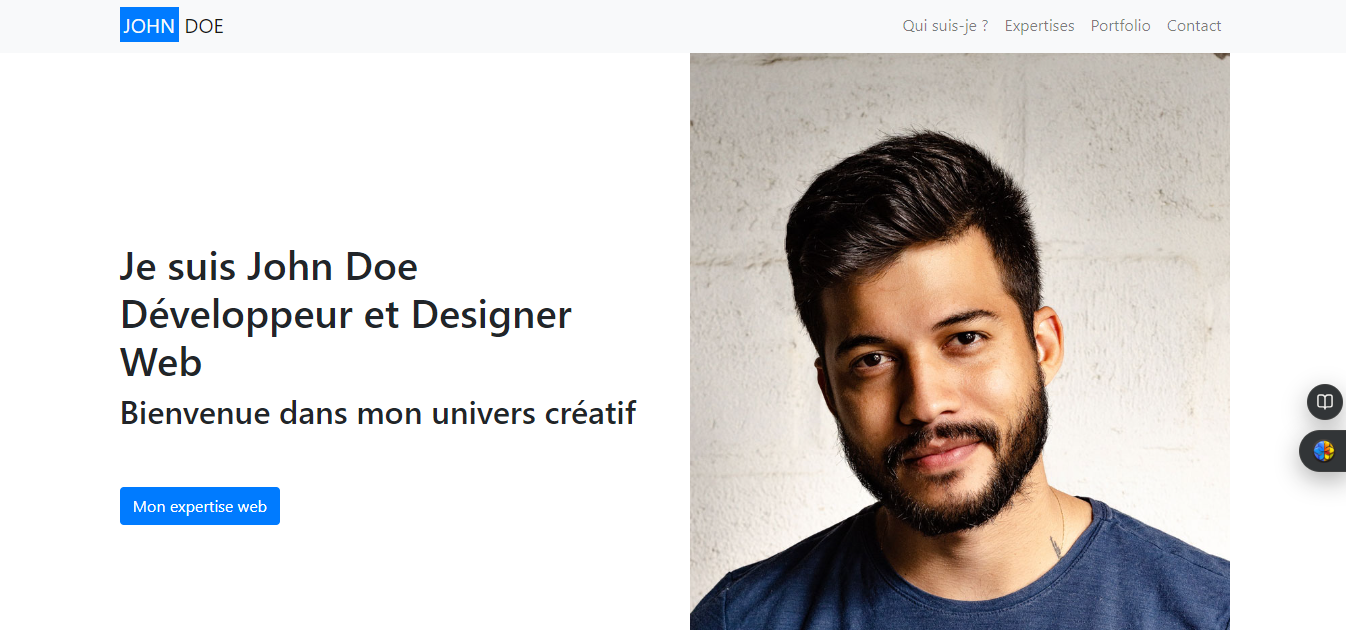 JOHN DOE
Qui suis-je ? Expertises Portfolio Contact
Je suis John Doe
Développeur et Designer
Web
Bienvenue dans mon univers créatif
Mon expertise web